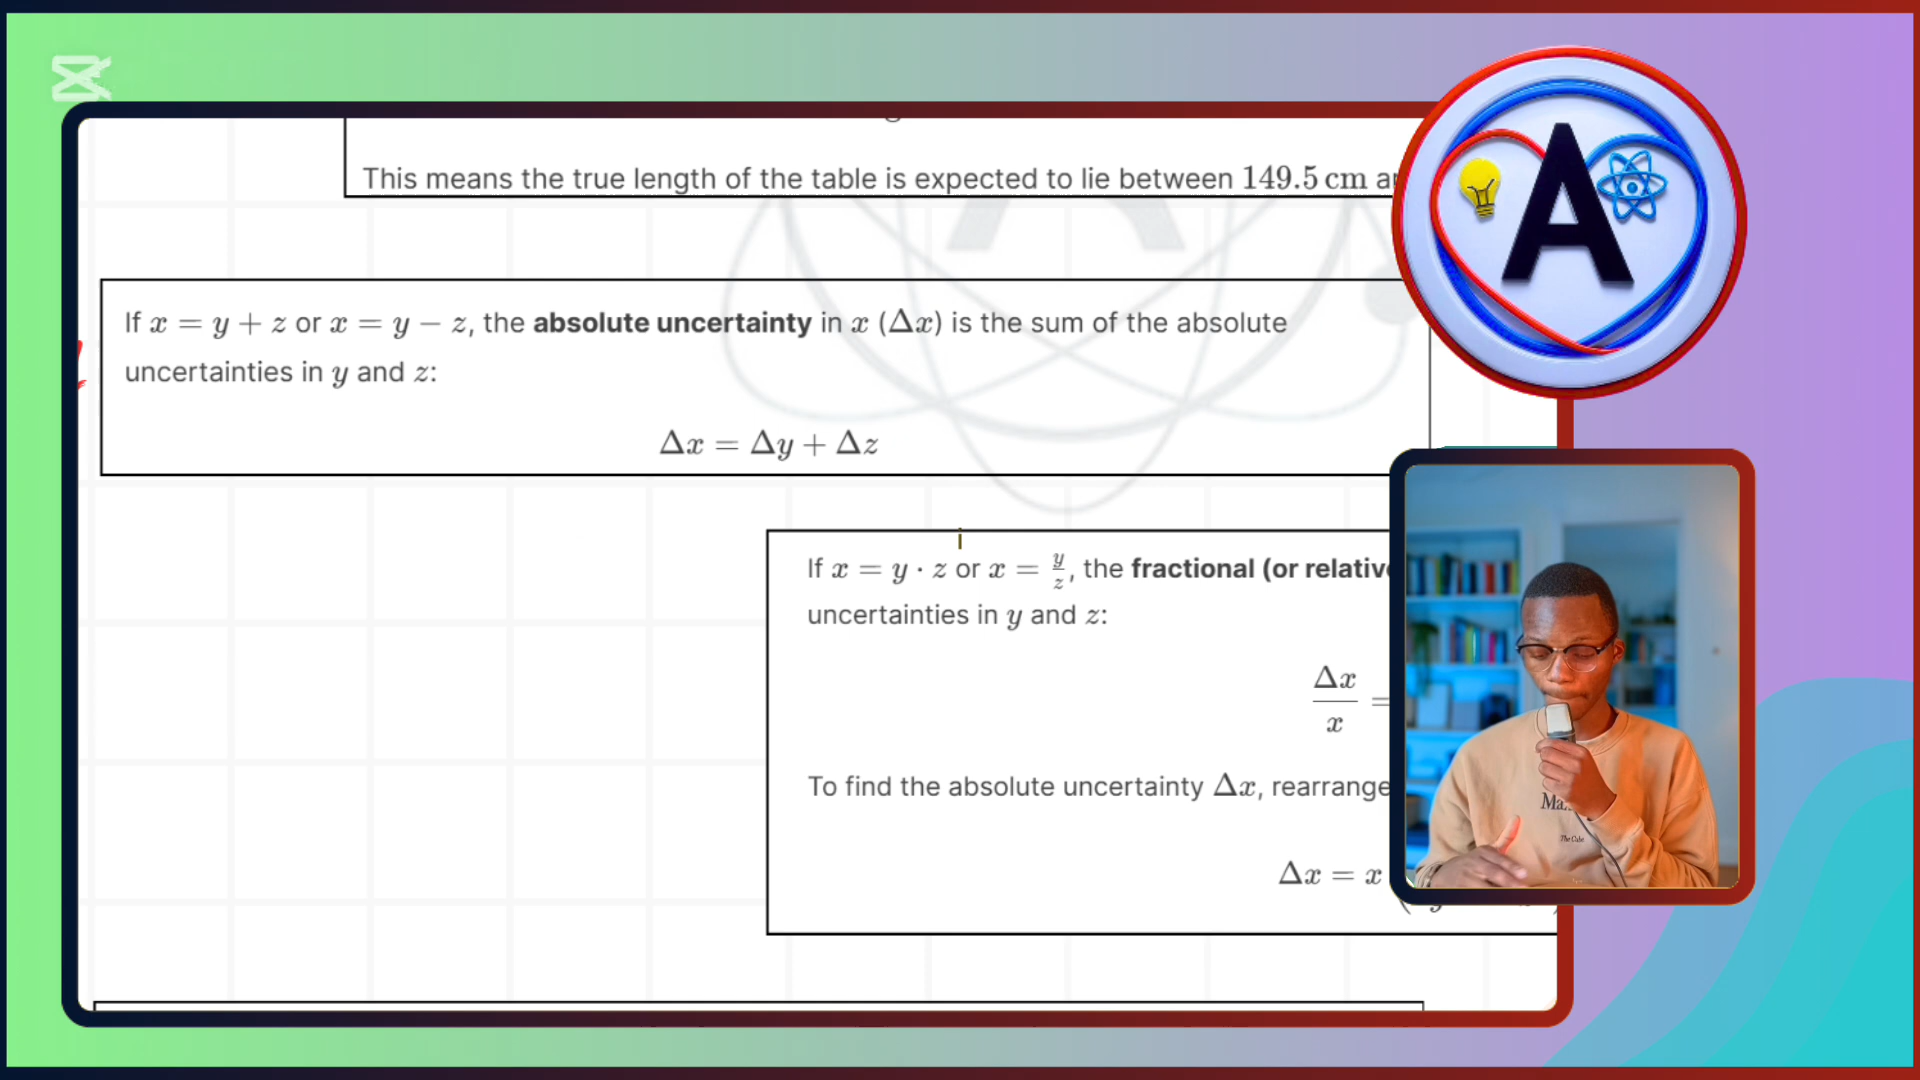 This means the true length of the table is expected to lie between 149.5 cm
A
If x = y + z or x = y − z, the absolute uncertainty in x (Δx) is the sum of the absolute
uncertainties in y and z:
Δx = Δy + Δz
If x = y · z or x = y/z, the fractional (or
uncertainties in y and z:
Δx/x =
To find the absolute uncertainty Δx, rearrange
Δx = x
The Cube